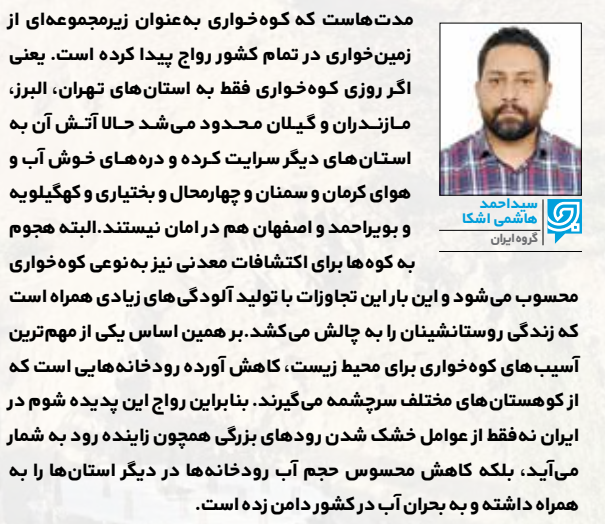 مدت‌هاست که کوه‌خواری به‌عنوان زیرمجموعه‌ای از
زمین‌خواری در تمام کشور رواج پیدا کرده است. یعنی
اگر روزی کوه‌خواری فقط به استان‌های تهران، البرز،
مازندران و گیلان محدود می‌شد حالا آتش آن به
استان‌های دیگر سرایت کرده و دره‌های خوش آب و
هوای کرمان و سمنان و چهارمحال و بختیاری و کهگیلویه
و بویراحمد و اصفهان هم در امان نیستند.البته هجوم
به کوه‌ها برای اکتشافات معدنی نیز به‌نوعی کوه‌خواری
محسوب می‌شود و این بار این تجاوزات با تولید آلودگی‌های زیادی همراه است
که زندگی روستانشینان را به چالش می‌کشد.بر همین اساس یکی از مهم‌ترین
آسیب‌های کوه‌خواری برای محیط زیست، کاهش آورده رودخانه‌هایی است که
از کوهستان‌های مختلف سرچشمه می‌گیرند. بنابراین رواج این پدیده شوم در
ایران نه‌فقط از عوامل خشک شدن رودهای بزرگی همچون زاینده رود به شمار
می‌آید، بلکه کاهش محسوس حجم آب رودخانه‌ها در دیگر استان‌ها را به
همراه داشته و به بحران آب در کشور دامن زده است.
سیداحمد
هاشمی اشکا
گروه ایران